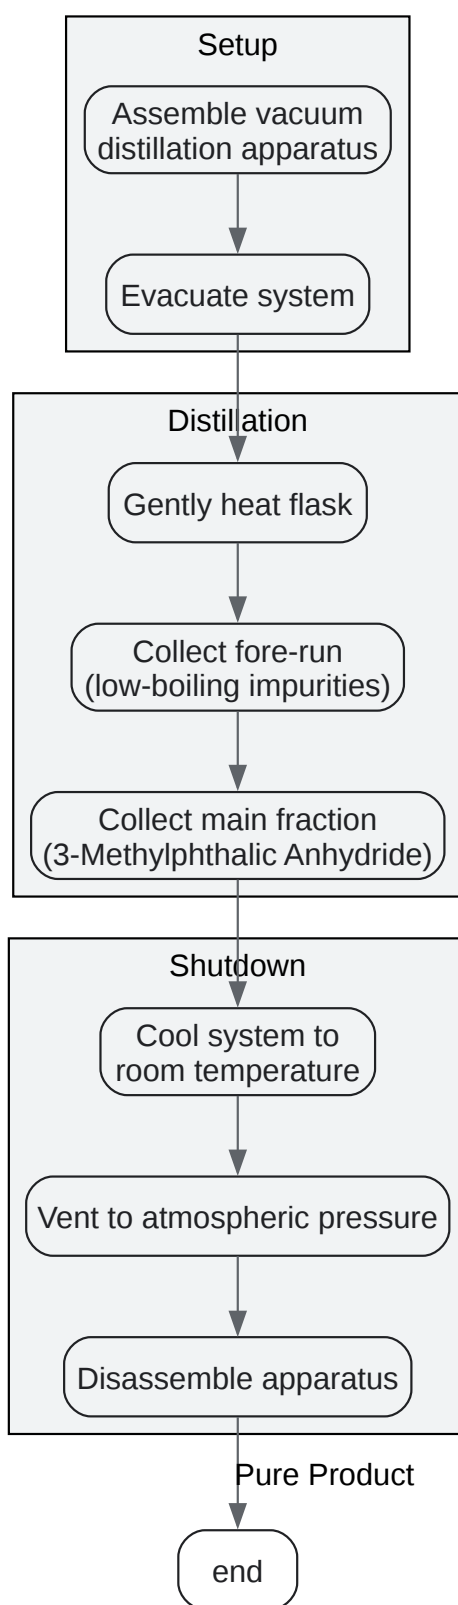 Setup
Assemble vacuum
distillation apparatus
Evacuate system
Distillation
Gently heat flask
Collect fore-run
(low-boiling impurities)
Collect main fraction
(3-Methylphthalic Anhydride)
Shutdown
Cool system to
room temperature
Vent to atmospheric pressure
Disassemble apparatus
Pure Product
end